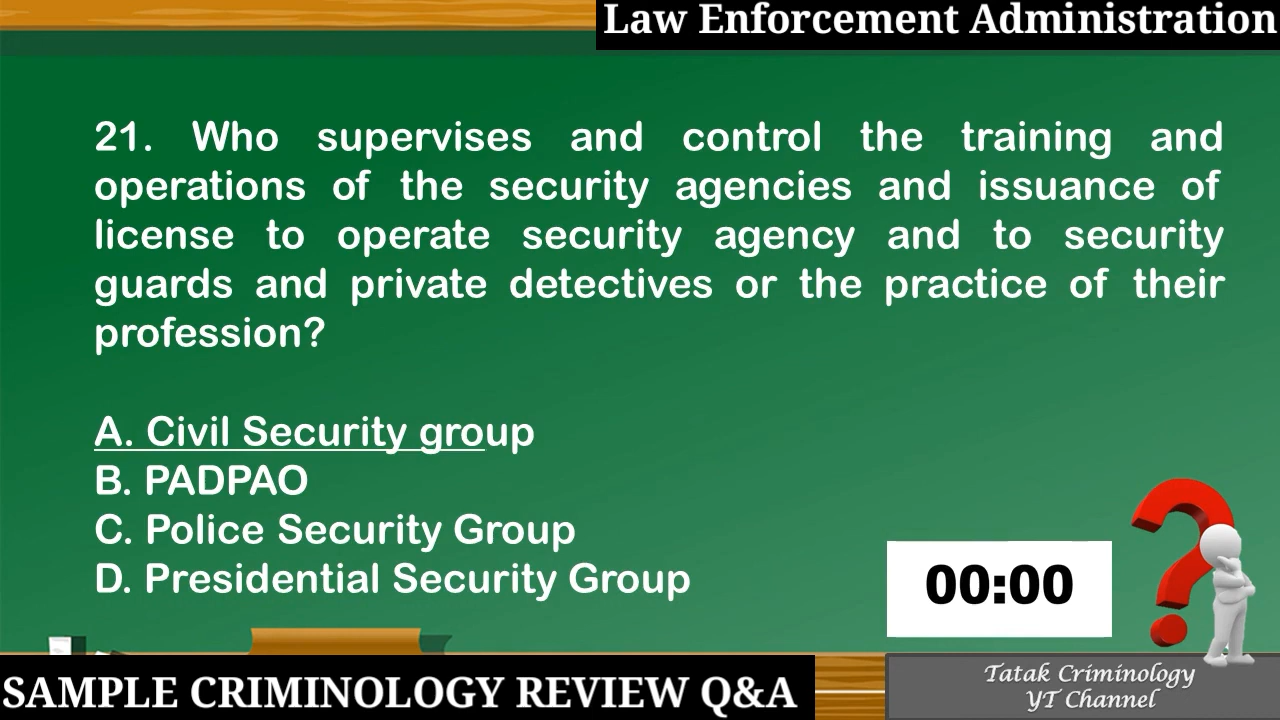 Law Enforcement Administration
21. Who supervises and control the training and
operations of the security agencies and issuance of
license to operate security agency and to security
guards and private detectives or the practice of their
profession?
A. Civil Security group
B. PADPAO
C. Police Security Group
D. Presidential Security Group
00:00
SAMPLE CRIMINOLOGY REVIEW Q&A
Tatak Criminology
YT Channel